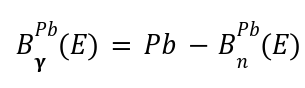 B_γ^{Pb}(E) = Pb − B_n^{Pb}(E)